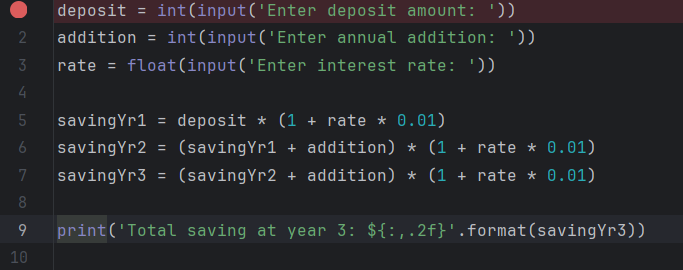 deposit = int(input('Enter deposit amount: '))
2 addition = int(input('Enter annual addition: '))
3 rate = float(input('Enter interest rate: '))
4
5 savingYr1 = deposit * (1 + rate * 0.01)
6 savingYr2 = (savingYr1 + addition) * (1 + rate * 0.01)
7 savingYr3 = (savingYr2 + addition) * (1 + rate * 0.01)
8
9 print('Total saving at year 3: ${:,.2f}'.format(savingYr3))
10